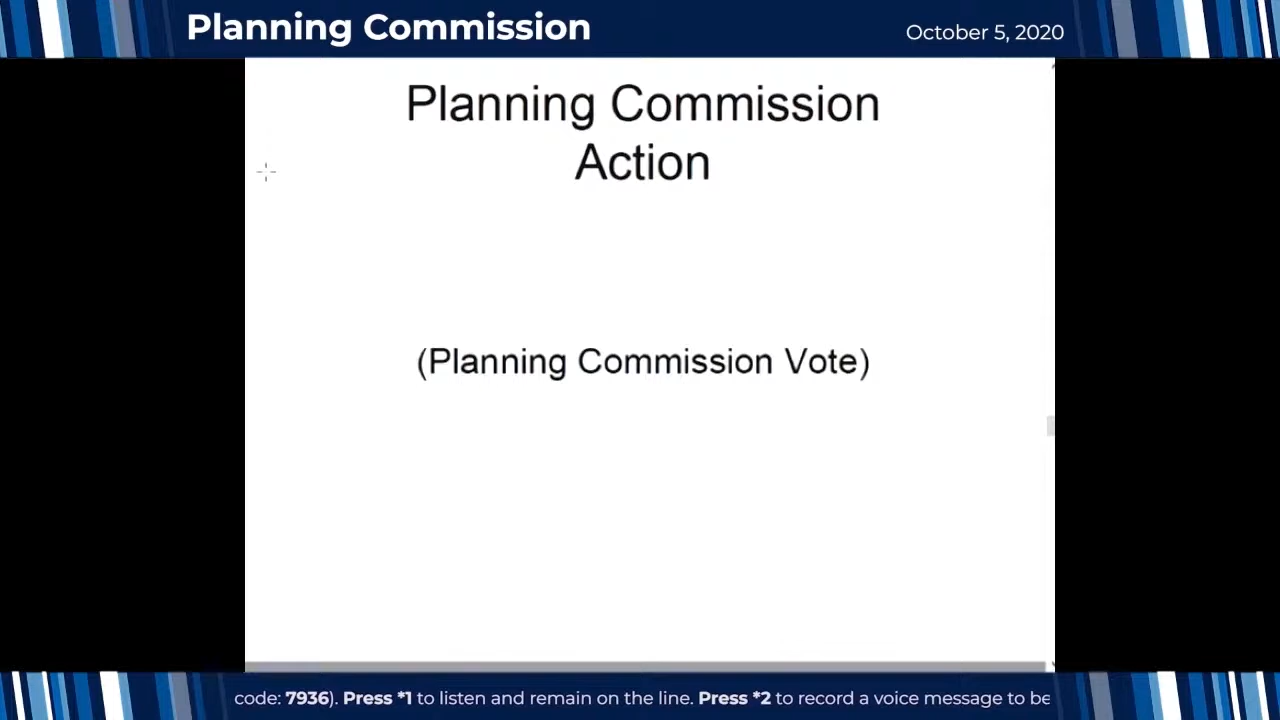 Planning Commission
October 5, 2020
Planning Commission
Action
(Planning Commission Vote)
code: 7936). Press *1 to listen and remain on the line. Press *2 to record a voice message to be